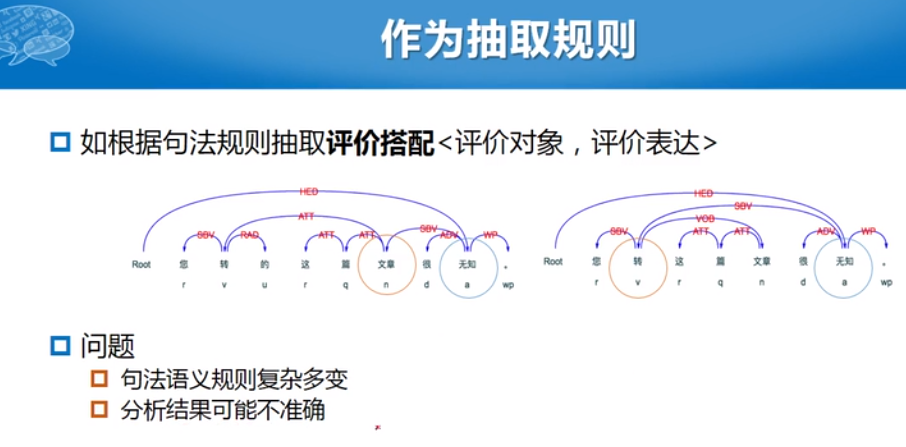 作为抽取规则
如根据句法规则抽取评价搭配<评价对象，评价表达>
HED
ATT
SBV
SBV RAD ATT ATT ADV WP
Root 您 转 的 这 篇 文章 很 无知 。
r v u r q n d a wp
HED
SBV
VOB
SBV ATT ATT ADV WP
Root 您 转 这 篇 文章 很 无知 。
r v r q n d a wp
问题
句法语义规则复杂多变
分析结果可能不准确